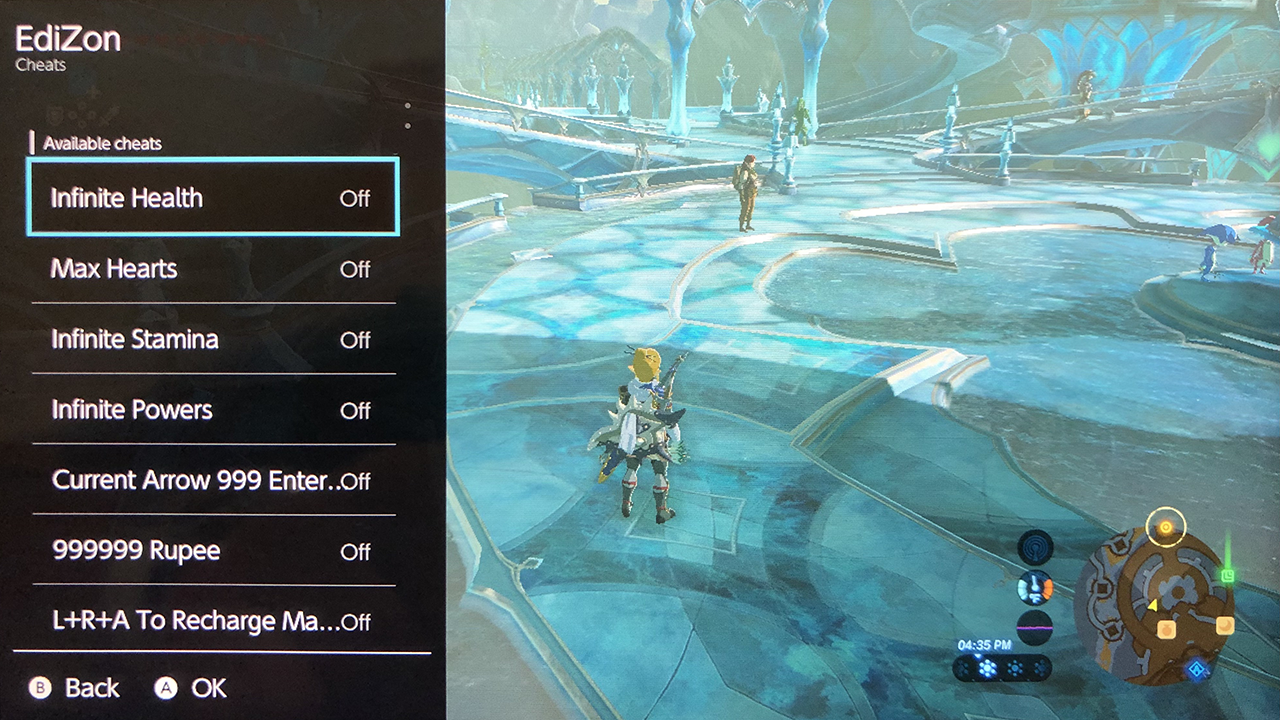 EdiZon
Cheats
Available cheats
Infinite Health Off
Max Hearts Off
Infinite Stamina Off
Infinite Powers Off
Current Arrow 999 Enter.. Off
999999 Rupee Off
L+R+A To Recharge Ma... Off
B Back A OK
04:35 PM